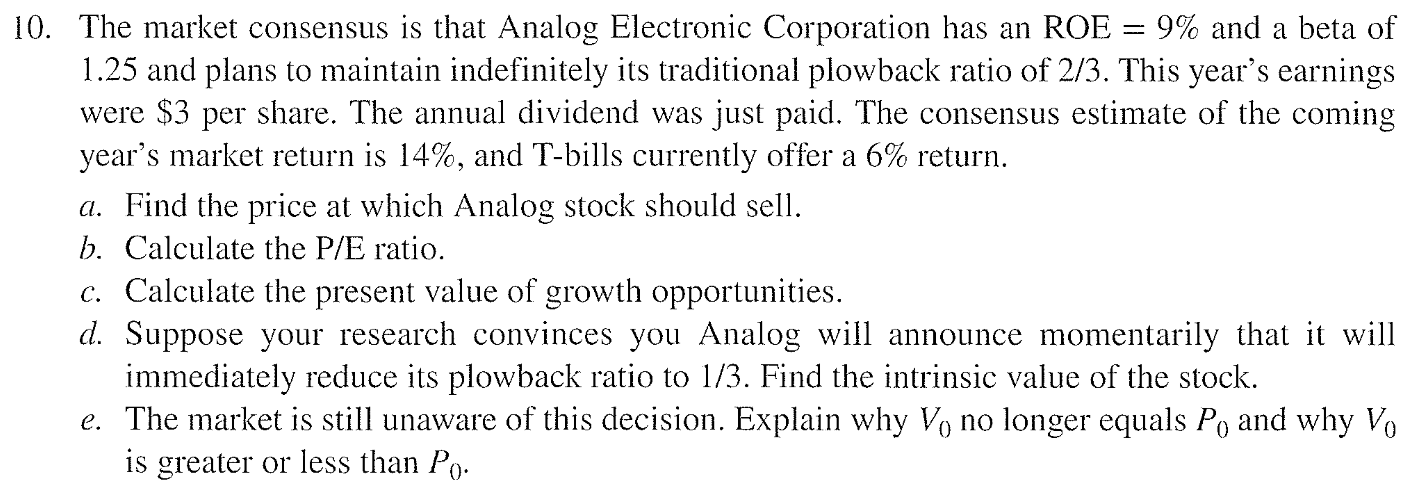 10. The market consensus is that Analog Electronic Corporation has an ROE = 9% and a beta of
1.25 and plans to maintain indefinitely its traditional plowback ratio of 2/3. This year's earnings
were $3 per share. The annual dividend was just paid. The consensus estimate of the coming
year's market return is 14%, and T-bills currently offer a 6% return.
a. Find the price at which Analog stock should sell.
b. Calculate the P/E ratio.
c. Calculate the present value of growth opportunities.
d. Suppose your research convinces you Analog will announce momentarily that it will
immediately reduce its plowback ratio to 1/3. Find the intrinsic value of the stock.
e. The market is still unaware of this decision. Explain why V₀ no longer equals P₀ and why V₀
is greater or less than P₀.